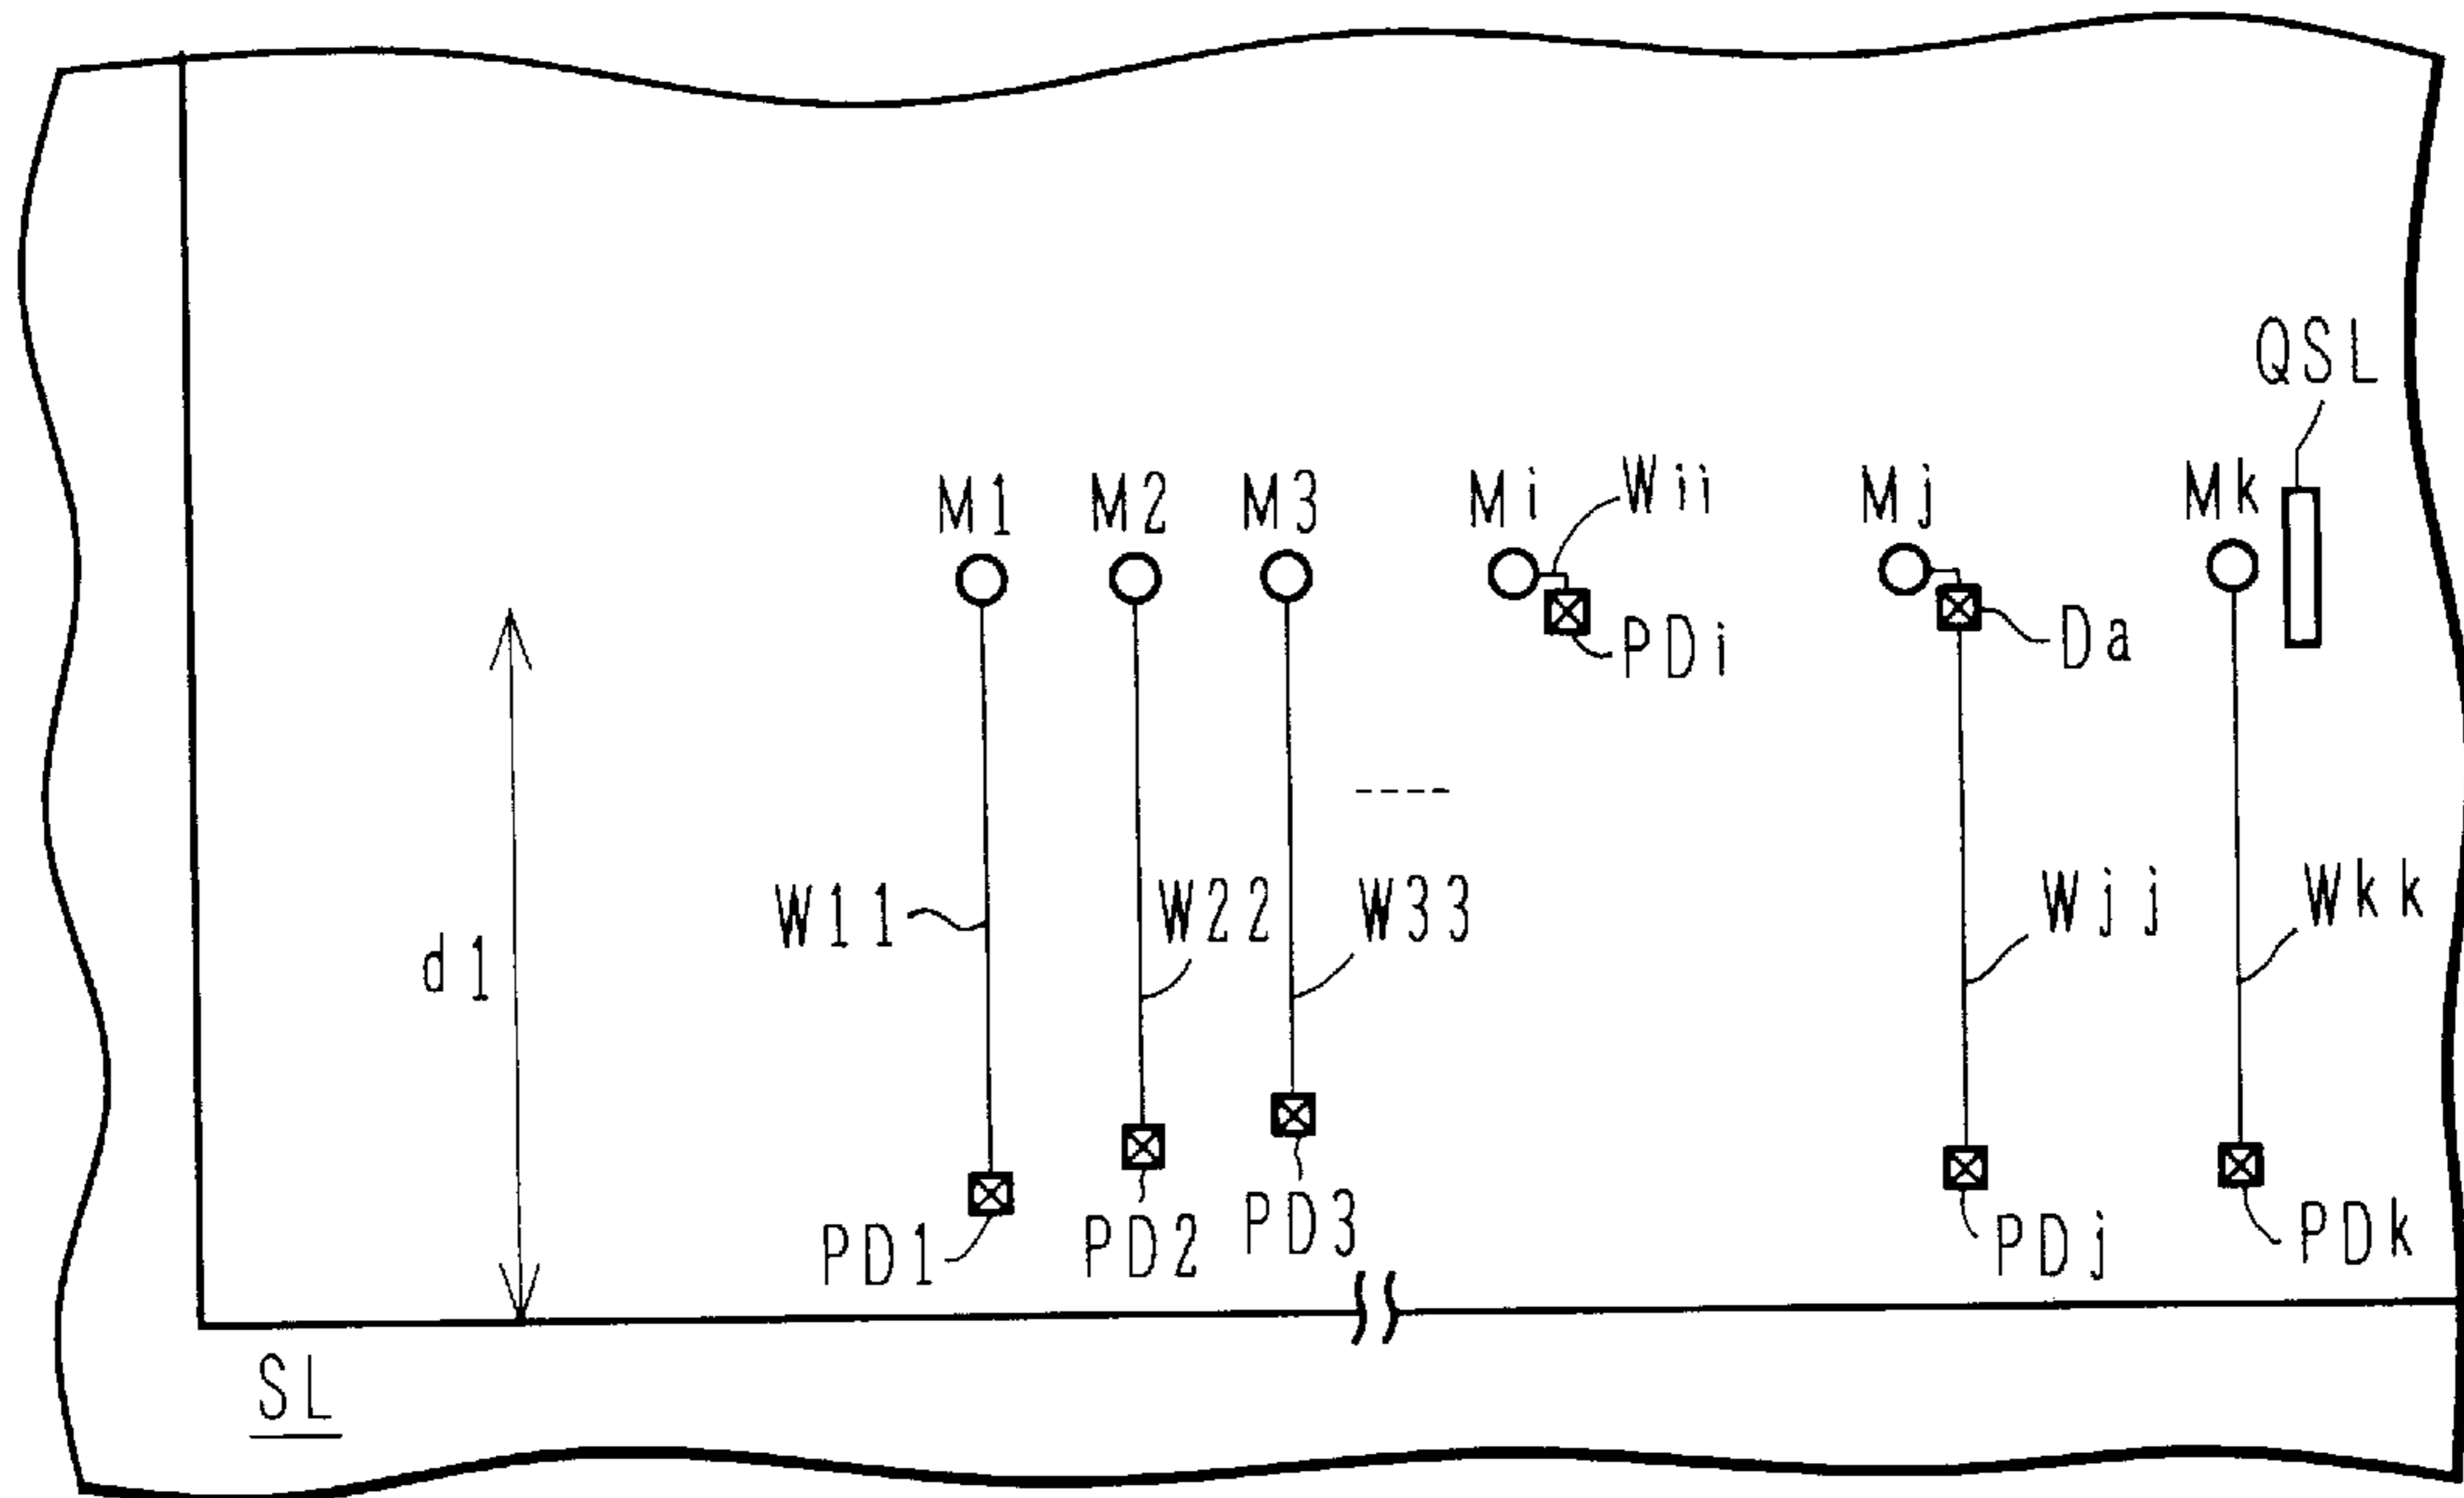 QSL
M1 M2 M3 Mi Wii Mj Mk
PDi Da
W11 W22 W33 Wjj Wkk
d1
PD1 PD2 PD3 PDj PDk
SL